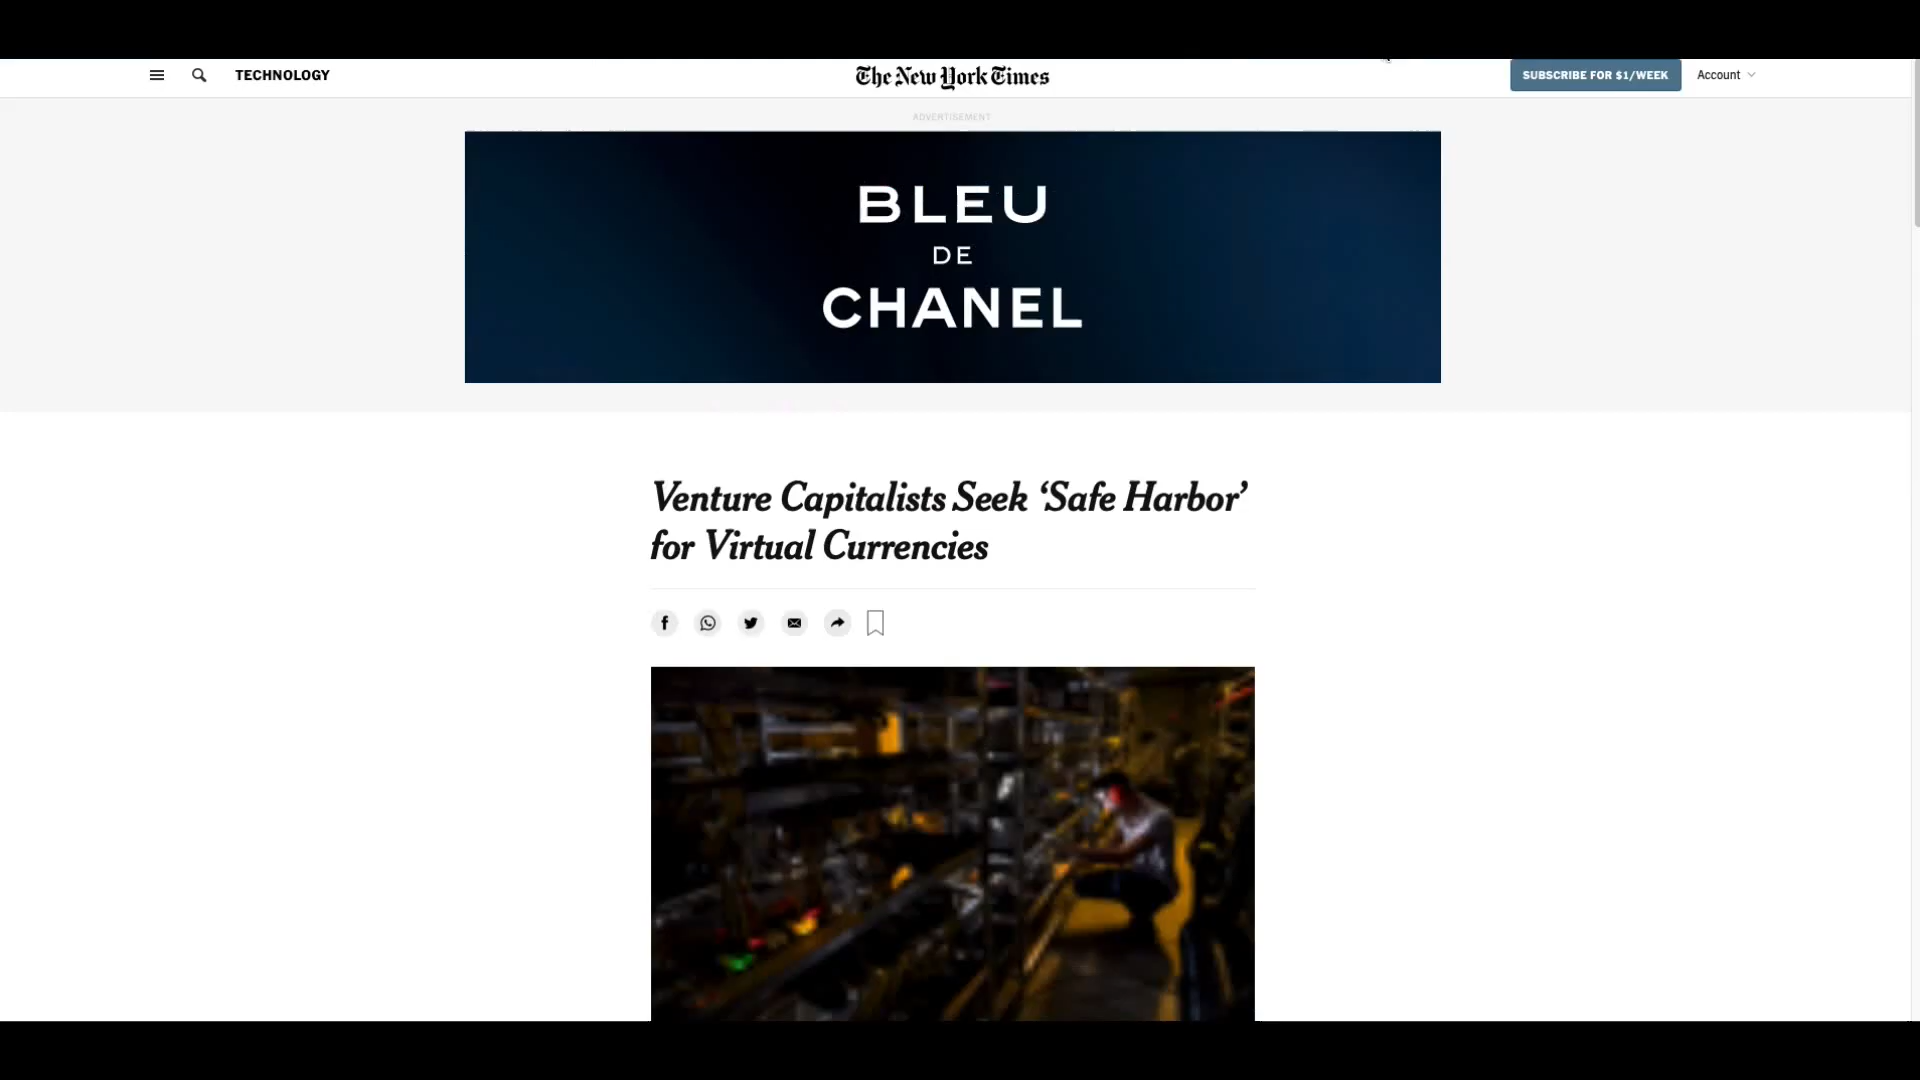 TECHNOLOGY
The New York Times
SUBSCRIBE FOR $1/WEEK
Account
ADVERTISEMENT
BLEU
DE
CHANEL
Venture Capitalists Seek ‘Safe Harbor’
for Virtual Currencies